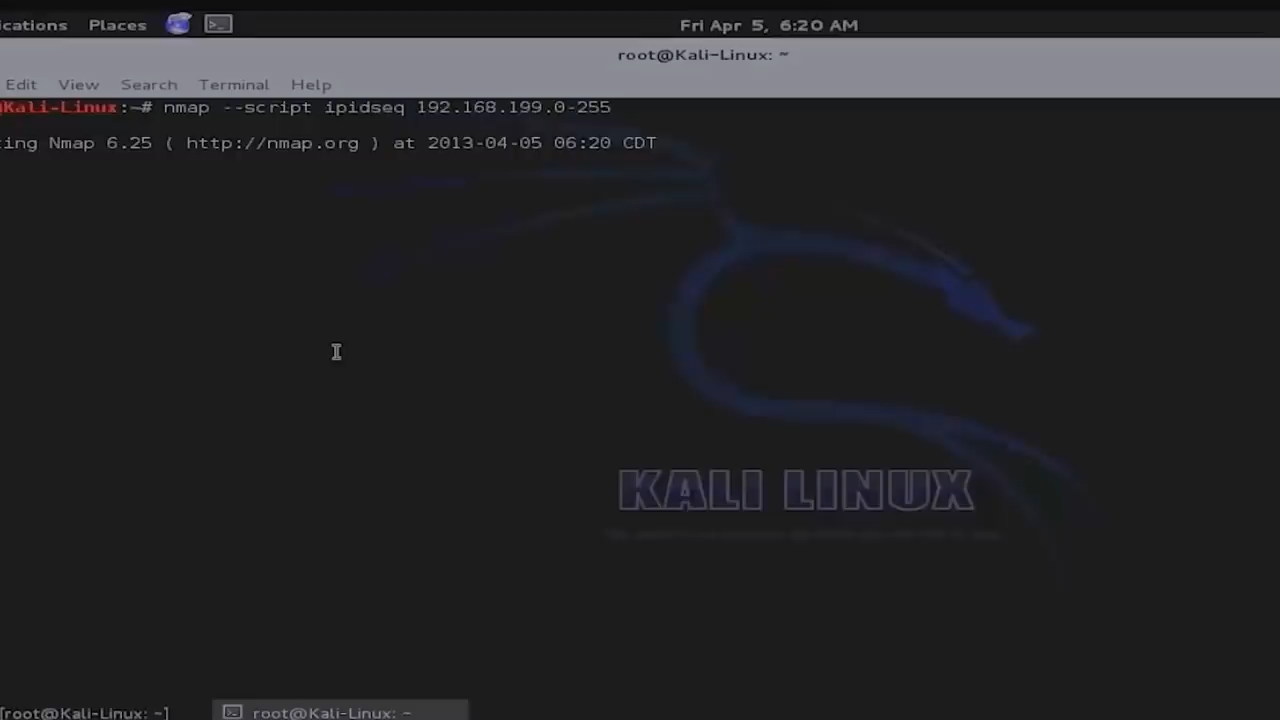 ications Places Fri Apr 5, 6:20 AM
root@Kali-Linux: ~
Edit View Search Terminal Help
@Kali-Linux:~# nmap --script ipidseq 192.168.199.0-255
ting Nmap 6.25 ( http://nmap.org ) at 2013-04-05 06:20 CDT
KALI LINUX
[root@Kali-Linux: ~] root@Kali-Linux: ~